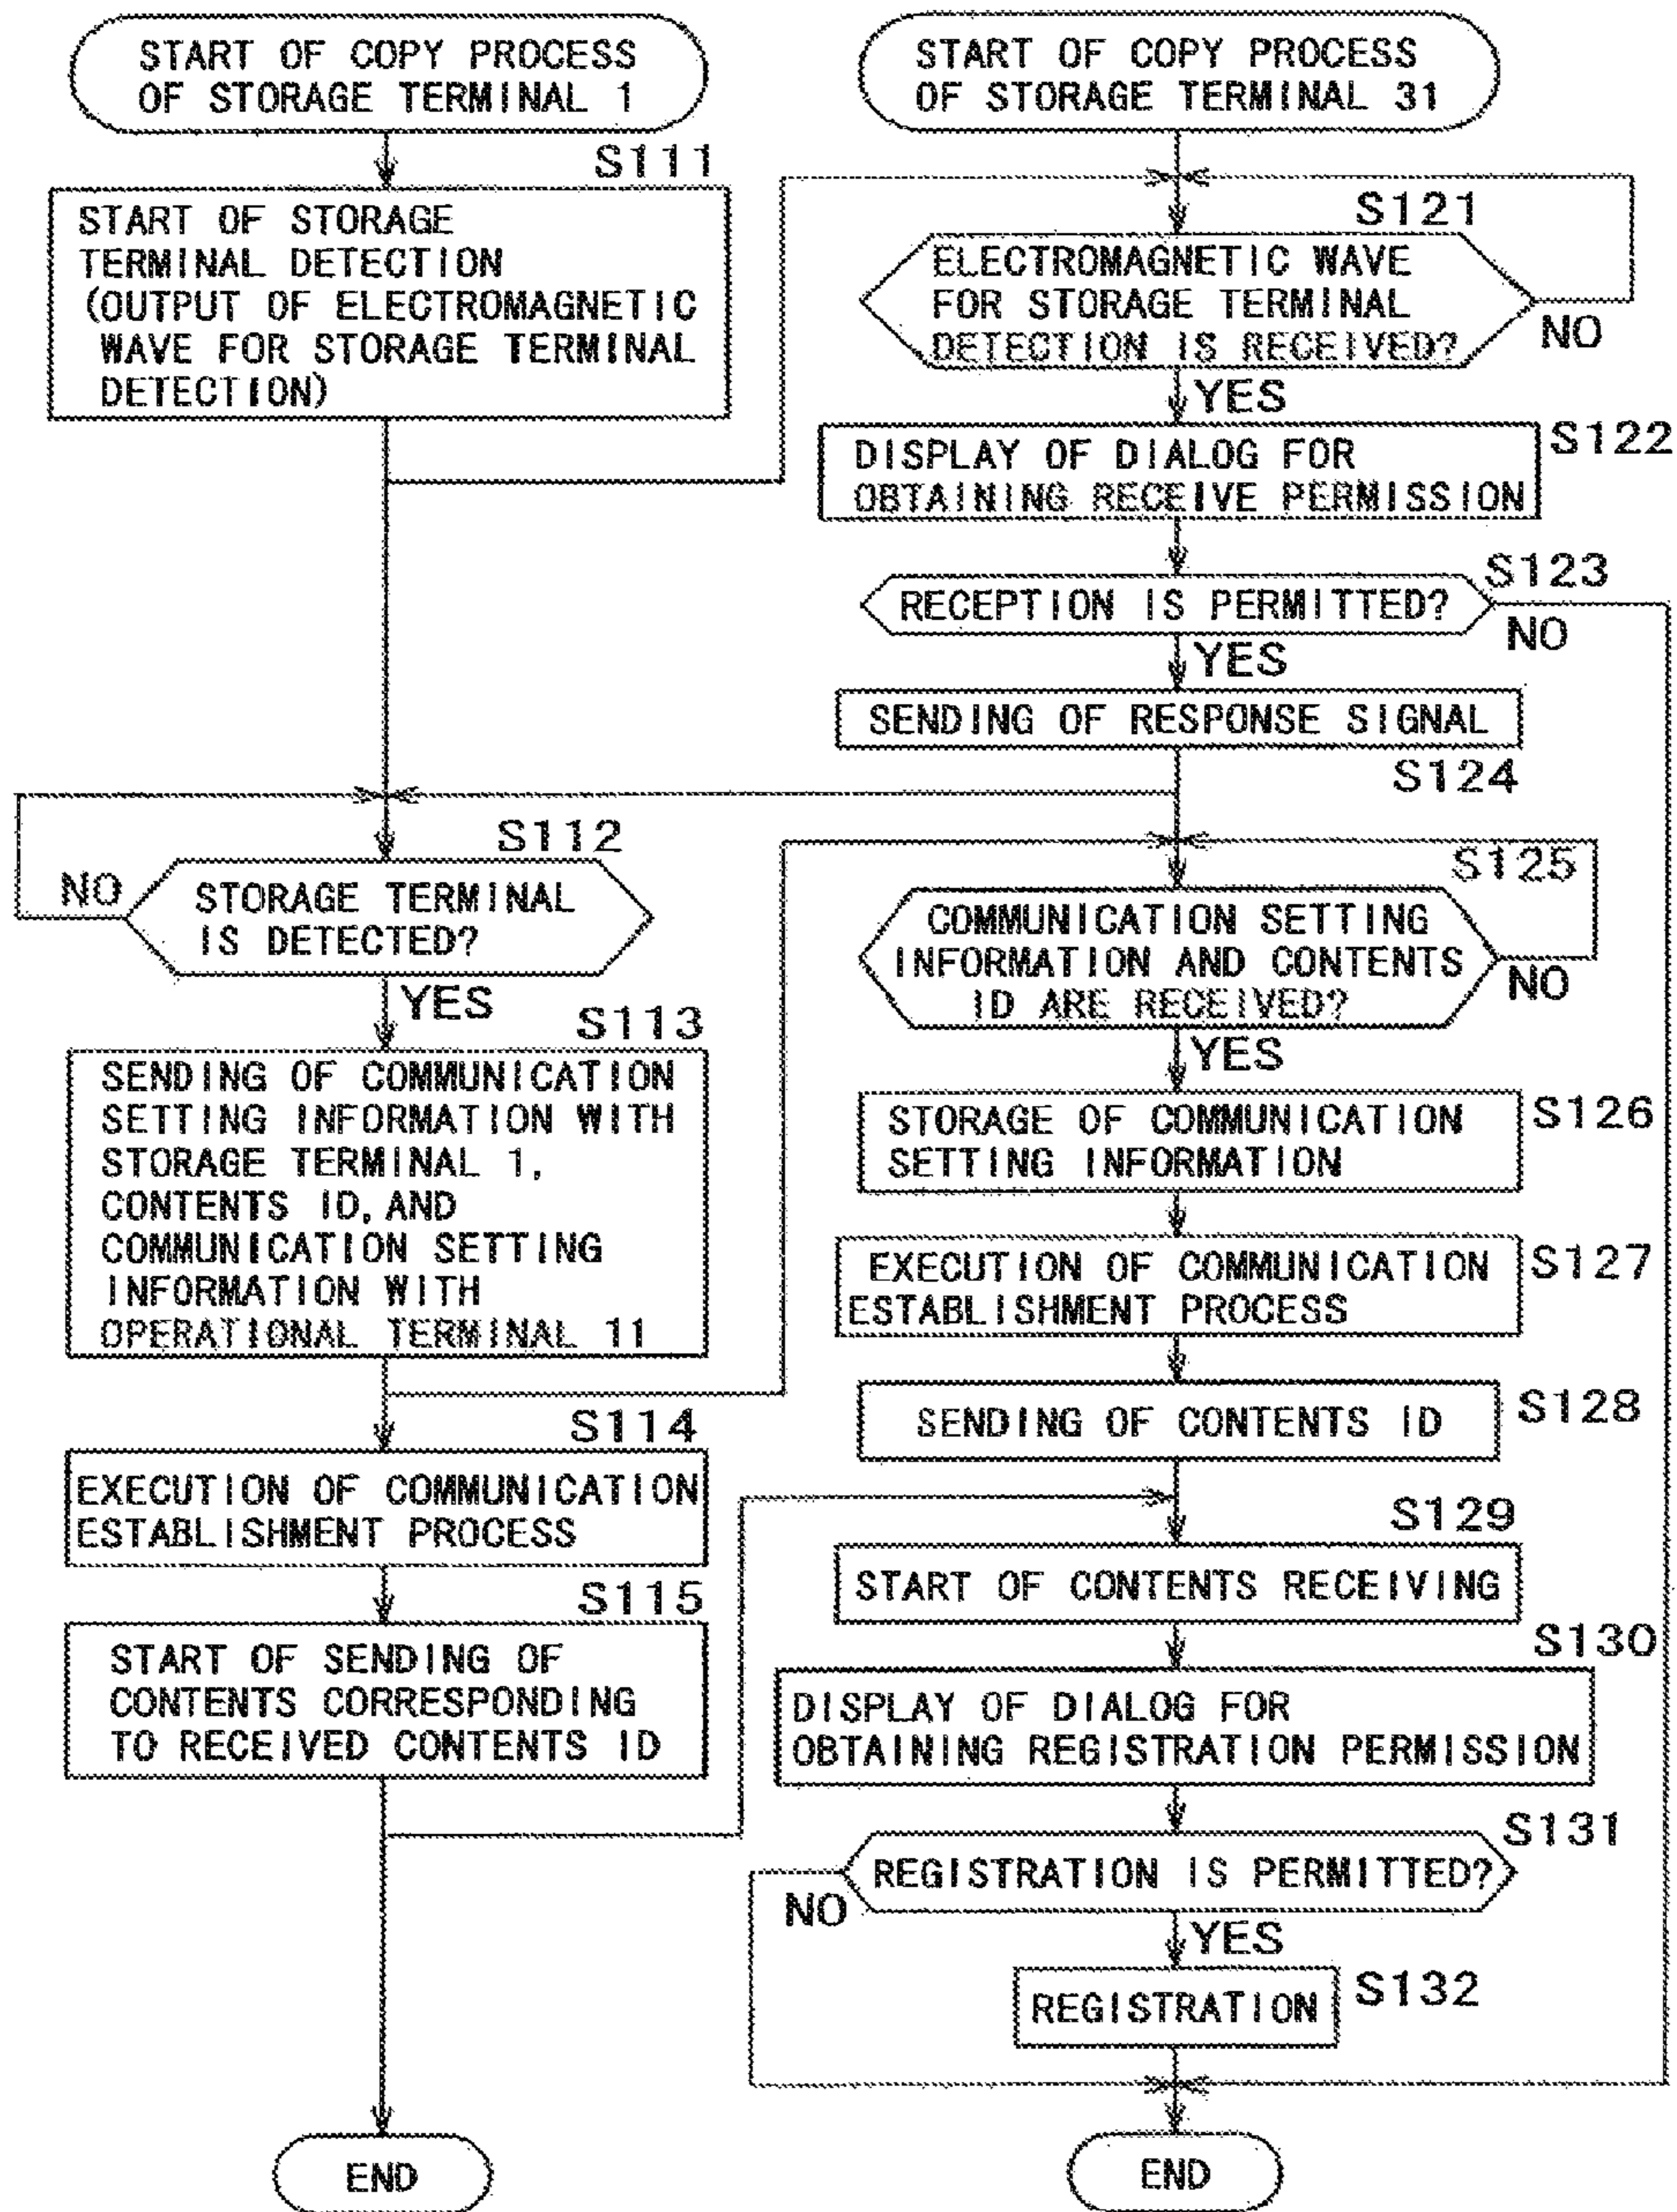 START OF COPY PROCESS
OF STORAGE TERMINAL 1
S111
START OF STORAGE
TERMINAL DETECTION
(OUTPUT OF ELECTROMAGNETIC
WAVE FOR STORAGE TERMINAL
DETECTION)
S112
STORAGE TERMINAL
IS DETECTED?
NO
YES
S113
SENDING OF COMMUNICATION
SETTING INFORMATION WITH
STORAGE TERMINAL 1,
CONTENTS ID, AND
COMMUNICATION SETTING
INFORMATION WITH
OPERATIONAL TERMINAL 11
S114
EXECUTION OF COMMUNICATION
ESTABLISHMENT PROCESS
S115
START OF SENDING OF
CONTENTS CORRESPONDING
TO RECEIVED CONTENTS ID
END
START OF COPY PROCESS
OF STORAGE TERMINAL 31
S121
ELECTROMAGNETIC WAVE
FOR STORAGE TERMINAL
DETECTION IS RECEIVED?
NO
YES
S122
DISPLAY OF DIALOG FOR
OBTAINING RECEIVE PERMISSION
S123
RECEPTION IS PERMITTED?
NO
YES
SENDING OF RESPONSE SIGNAL
S124
S125
COMMUNICATION SETTING
INFORMATION AND CONTENTS
ID ARE RECEIVED?
NO
YES
S126
STORAGE OF COMMUNICATION
SETTING INFORMATION
S127
EXECUTION OF COMMUNICATION
ESTABLISHMENT PROCESS
S128
SENDING OF CONTENTS ID
S129
START OF CONTENTS RECEIVING
S130
DISPLAY OF DIALOG FOR
OBTAINING REGISTRATION PERMISSION
S131
REGISTRATION IS PERMITTED?
NO
YES
S132
REGISTRATION
END